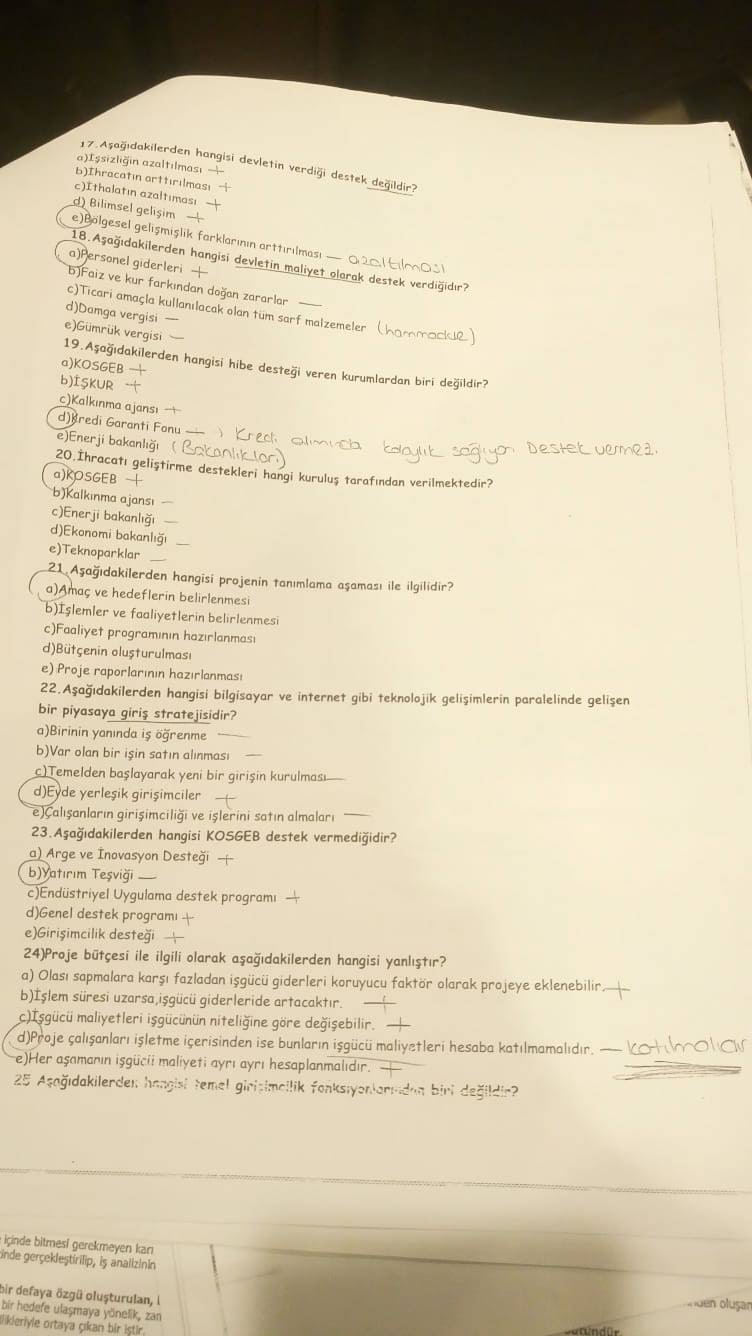 17.Aşağıdakilerden hangisi devletin verdiği destek değildir?
a)İşsizliğin azaltılması +
b)İhracatın arttırılması +
c)İthalatın azaltıması +
d) Bilimsel gelişim +
e)Bölgesel gelişmişlik farklarının arttırılması — azaltılması
18.Aşağıdakilerden hangisi devletin maliyet olarak destek verdiğidir?
a)Personel giderleri +
b)Faiz ve kur farkından doğan zararlar —
c)Ticari amaçla kullanılacak olan tüm sarf malzemeler (hammadde)
d)Damga vergisi —
e)Gümrük vergisi —
19.Aşağıdakilerden hangisi hibe desteği veren kurumlardan biri değildir?
a)KOSGEB +
b)İŞKUR +
c)Kalkınma ajansı +
d)Kredi Garanti Fonu — , Kredi alımında kolaylık sağlıyor Destek vermez.
e)Enerji bakanlığı (Bakanlıkları)
20.İhracatı geliştirme destekleri hangi kuruluş tarafından verilmektedir?
a)KOSGEB +
b)Kalkınma ajansı —
c)Enerji bakanlığı —
d)Ekonomi bakanlığı —
e)Teknoparklar —
21.Aşağıdakilerden hangisi projenin tanımlama aşaması ile ilgilidir?
a)Amaç ve hedeflerin belirlenmesi
b)İşlemler ve faaliyetlerin belirlenmesi
c)Faaliyet programının hazırlanması
d)Bütçenin oluşturulması
e) Proje raporlarının hazırlanması
22.Aşağıdakilerden hangisi bilgisayar ve internet gibi teknolojik gelişimlerin paralelinde gelişen
bir piyasaya giriş stratejisidir?
a)Birinin yanında iş öğrenme —
b)Var olan bir işin satın alınması —
c)Temelden başlayarak yeni bir girişin kurulması —
d)Evde yerleşik girişimciler +
e)Çalışanların girişimciliği ve işlerini satın almaları —
23.Aşağıdakilerden hangisi KOSGEB destek vermediğidir?
a) Arge ve İnovasyon Desteği +
b)Yatırım Teşviği —
c)Endüstriyel Uygulama destek programı +
d)Genel destek programı +
e)Girişimcilik desteği +
24)Proje bütçesi ile ilgili olarak aşağıdakilerden hangisi yanlıştır?
a) Olası sapmalara karşı fazladan işgücü giderleri koruyucu faktör olarak projeye eklenebilir. +
b)İşlem süresi uzarsa,işgücü giderleride artacaktır. +
c)İşgücü maliyetleri işgücünün niteliğine göre değişebilir. +
d)Proje çalışanları işletme içerisinden ise bunların işgücü maliyetleri hesaba katılmamalıdır. — katılmalıdır
e)Her aşamanın işgücü maliyeti ayrı ayrı hesaplanmalıdır. +
25 Aşağıdakilerden hangisi temel girişimcilik fonksiyonlarından biri değildir?
içinde bitmesi gerekmeyen karı
inde gerçekleştirilip, iş analizinin
bir defaya özgü oluşturulan, i
bir hedefe ulaşmaya yönelik, zan
likleriyle ortaya çıkan bir iştir.
oluşan